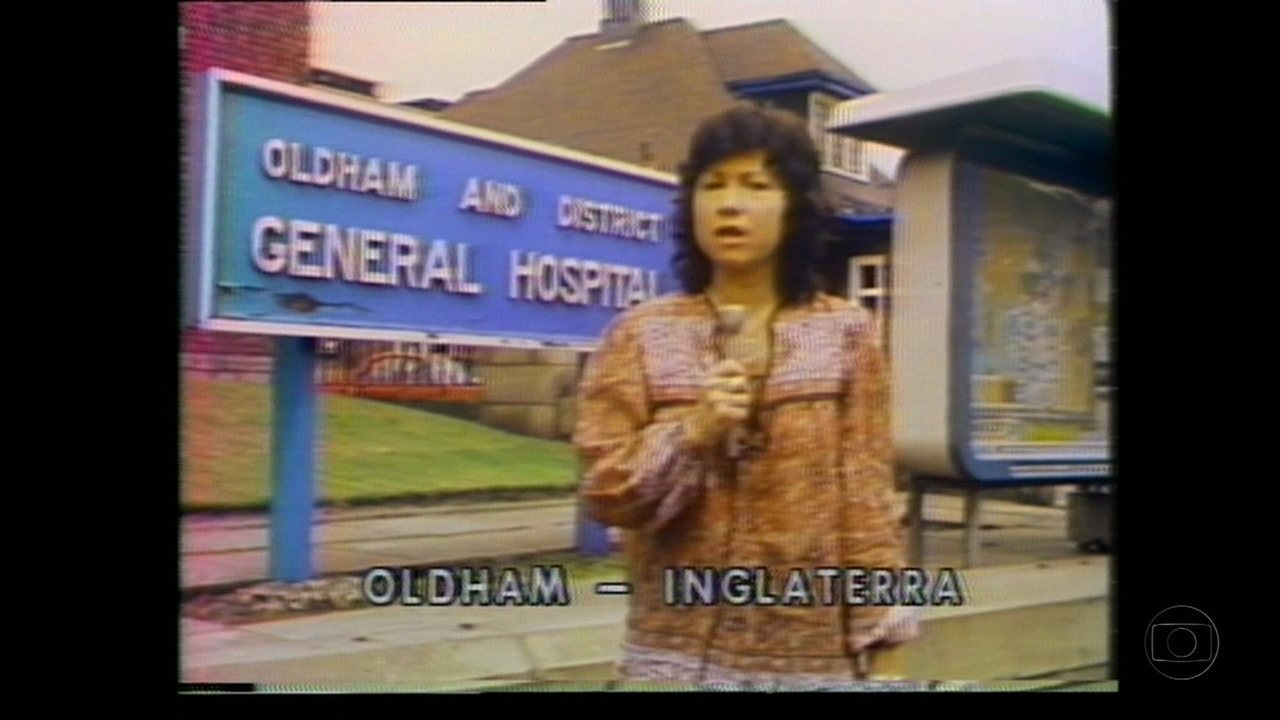 OLDHAM AND DISTRICT
GENERAL HOSPITAL
OLDHAM – INGLATERRA